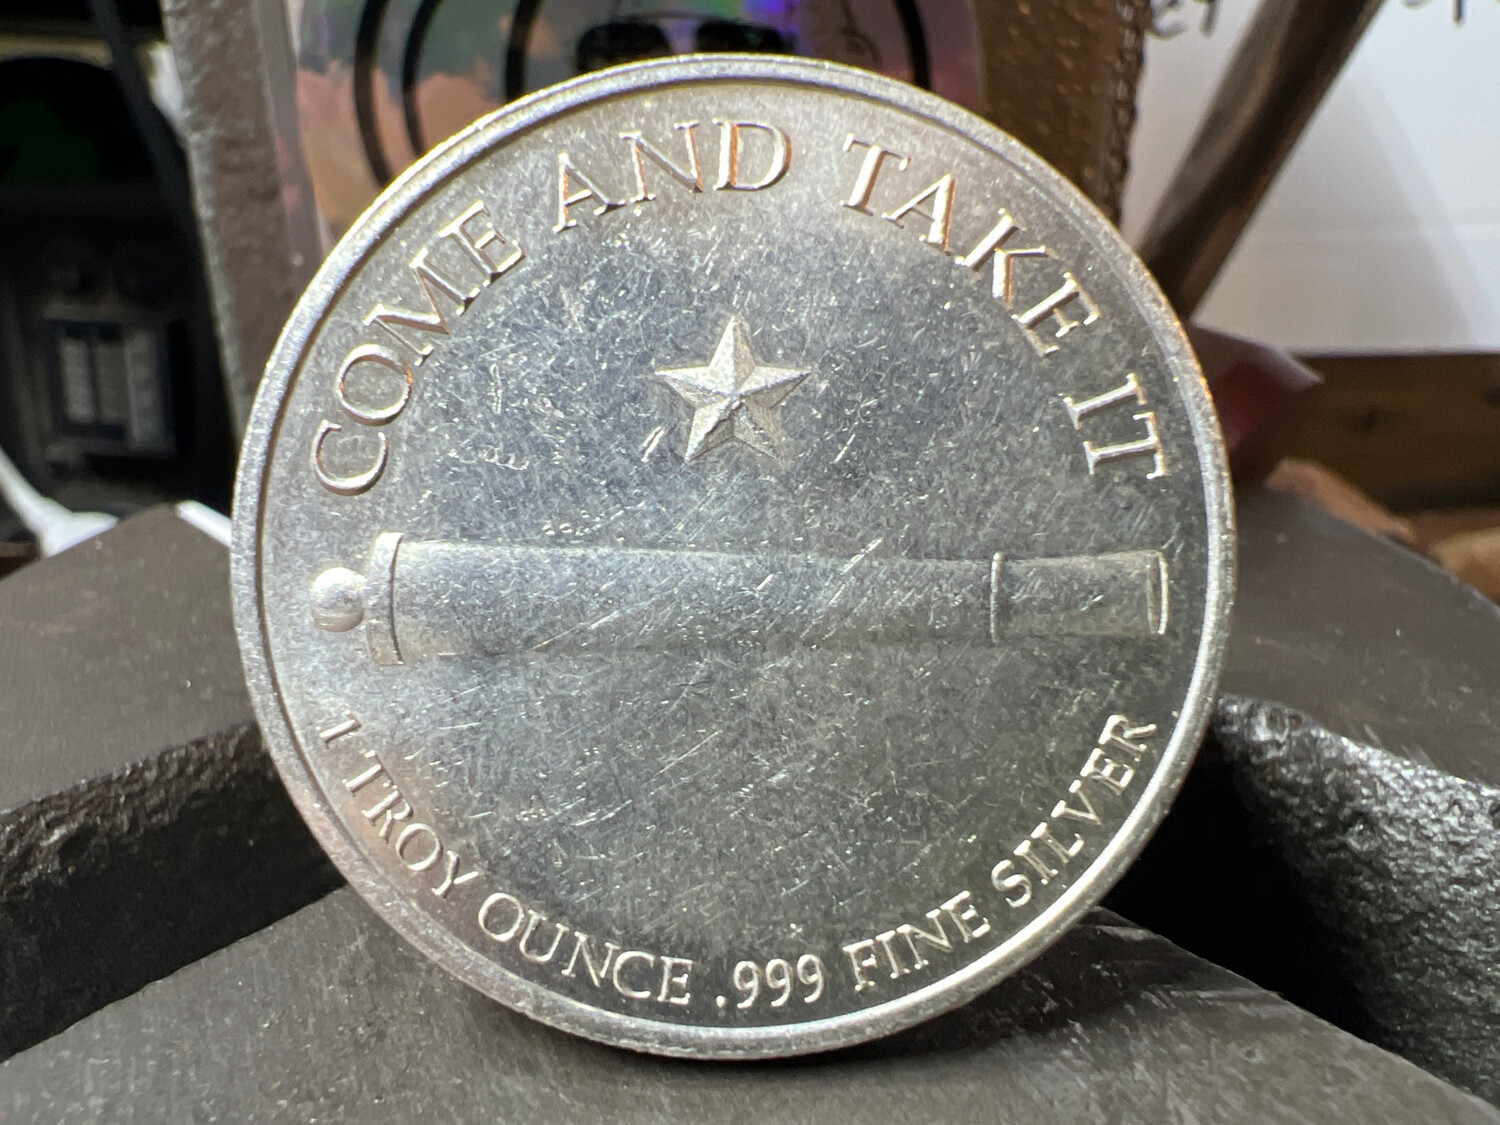 COME AND TAKE IT
1 TROY OUNCE .999 FINE SILVER